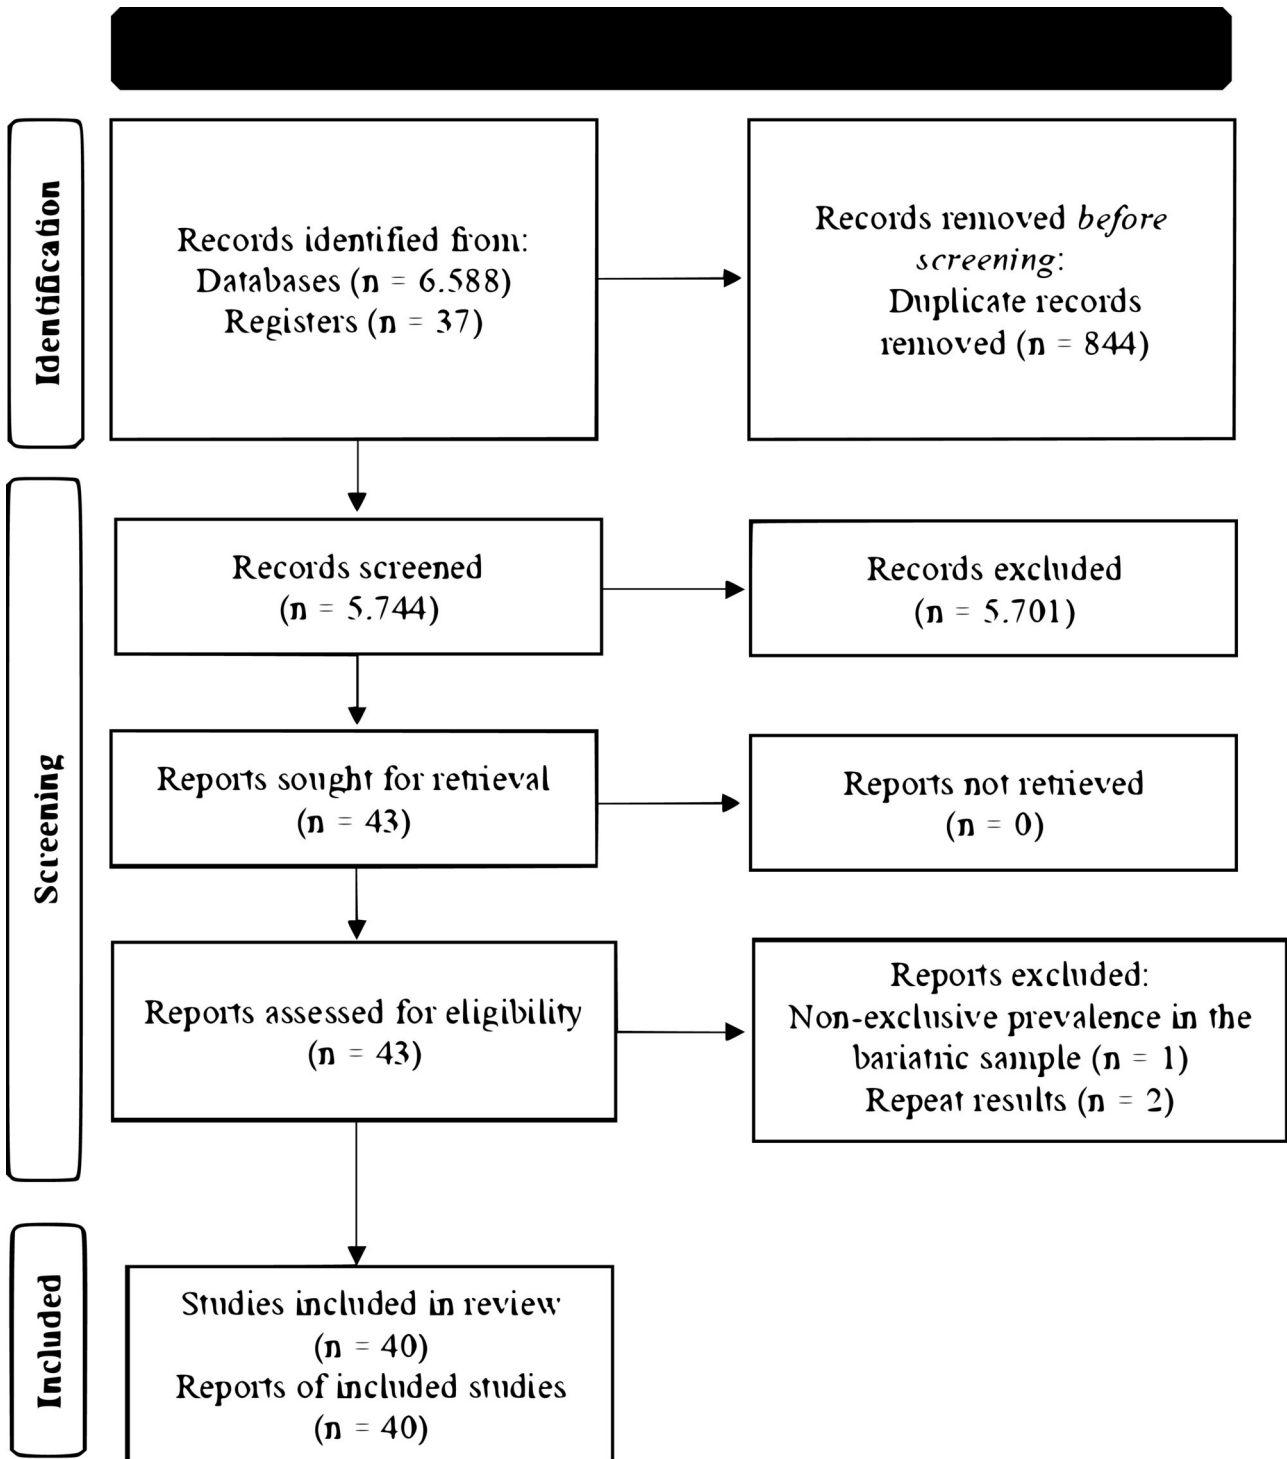 Identification
Records identified from:
Databases (n = 6.588)
Registers (n = 37)
Records removed before
screening:
Duplicate records
removed (n = 844)
Screening
Records screened
(n = 5.744)
Records excluded
(n = 5.701)
Reports sought for retrieval
(n = 43)
Reports not retrieved
(n = 0)
Reports assessed for eligibility
(n = 43)
Reports excluded:
Non-exclusive prevalence in the
bariatric sample (n = 1)
Repeat results (n = 2)
Included
Studies included in review
(n = 40)
Reports of included studies
(n = 40)